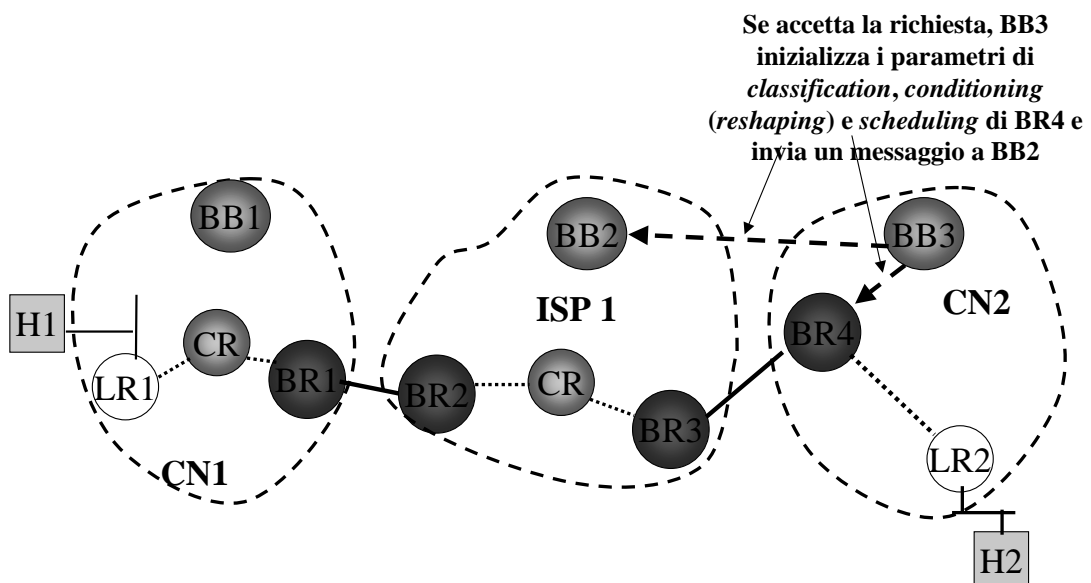 Se accetta la richiesta, BB3
inizializza i parametri di
classification, conditioning
(reshaping) e scheduling di BR4 e
invia un messaggio a BB2
BB1
BB2
BB3
ISP 1
CN2
H1
CR
BR4
LR1
BR1
BR2
CR
BR3
LR2
CN1
H2